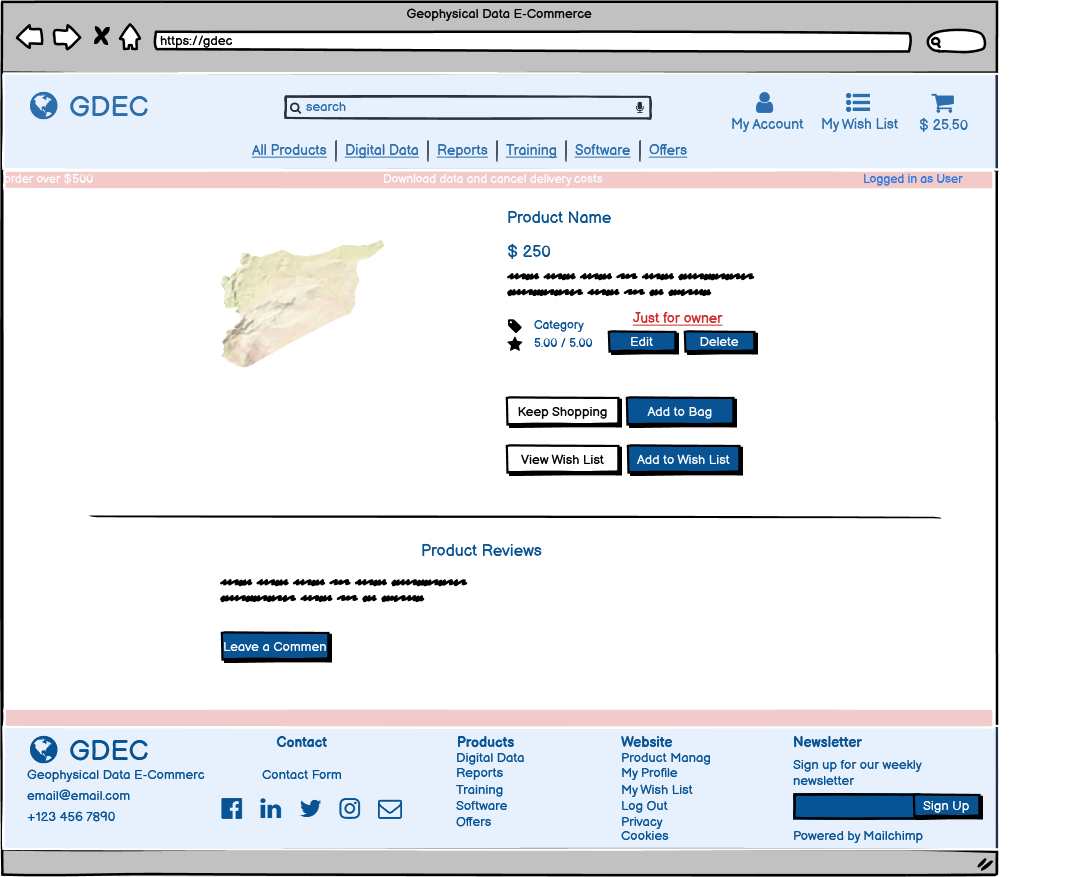 Geophysical Data E-Commerce
https://gdec
GDEC
search
My Account
My Wish List
$ 25.50
All Products
Digital Data
Reports
Training
Software
Offers
order over $500
Download data and cancel delivery costs
Logged in as User
Product Name
$ 250
Category
5.00 / 5.00
Just for owner
Edit
Delete
Keep Shopping
Add to Bag
View Wish List
Add to Wish List
Product Reviews
Leave a Commen
GDEC
Geophysical Data E-Commerc
email@email.com
+123 456 7890
Contact
Contact Form
Products
Digital Data
Reports
Training
Software
Offers
Website
Product Manag
My Profile
My Wish List
Log Out
Privacy
Cookies
Newsletter
Sign up for our weekly
newsletter
Sign Up
Powered by Mailchimp